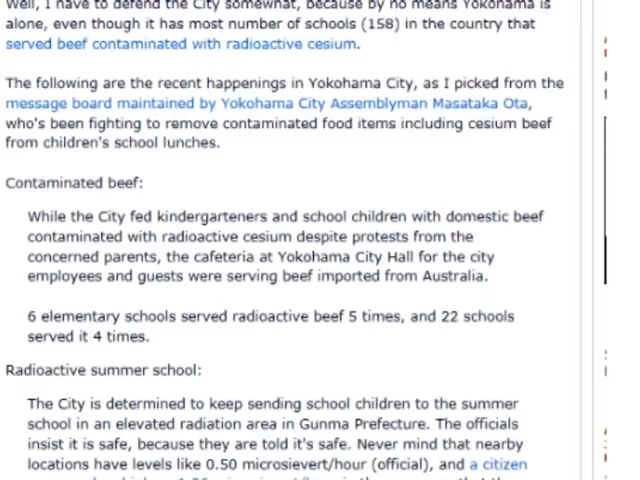 Well, I have to defend the City somewhat, because by no means Yokohama is
alone, even though it has most number of schools (158) in the country that
served beef contaminated with radioactive cesium.
The following are the recent happenings in Yokohama City, as I picked from the
message board maintained by Yokohama City Assemblyman Masataka Ota,
who's been fighting to remove contaminated food items including cesium beef
from children's school lunches.
Contaminated beef:
While the City fed kindergarteners and school children with domestic beef
contaminated with radioactive cesium despite protests from the
concerned parents, the cafeteria at Yokohama City Hall for the city
employees and guests were serving beef imported from Australia.
6 elementary schools served radioactive beef 5 times, and 22 schools
served it 4 times.
Radioactive summer school:
The City is determined to keep sending school children to the summer
school in an elevated radiation area in Gunma Prefecture. The officials
insist it is safe, because they are told it's safe. Never mind that nearby
locations have levels like 0.50 microsievert/hour (official), and a citizen